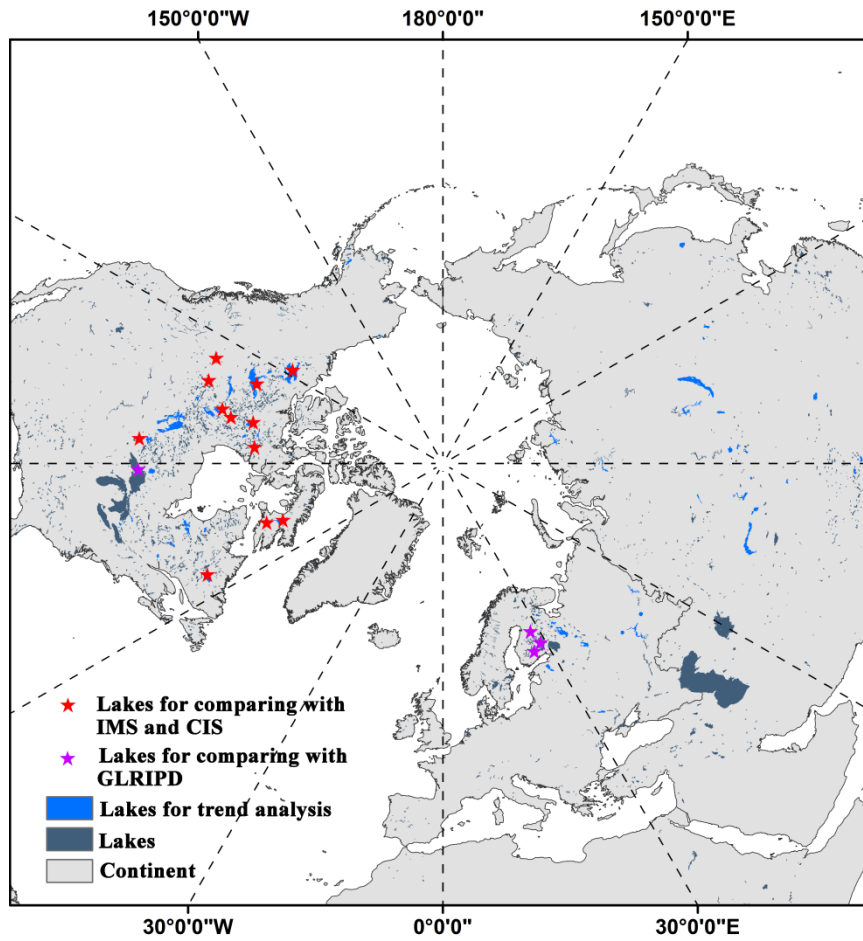 150°0'0"W 180°0'0" 150°0'0"E
Lakes for comparing with
IMS and CIS
Lakes for comparing with
GLRIPD
Lakes for trend analysis
Lakes
Continent
30°0'0"W 0°0'0" 30°0'0"E